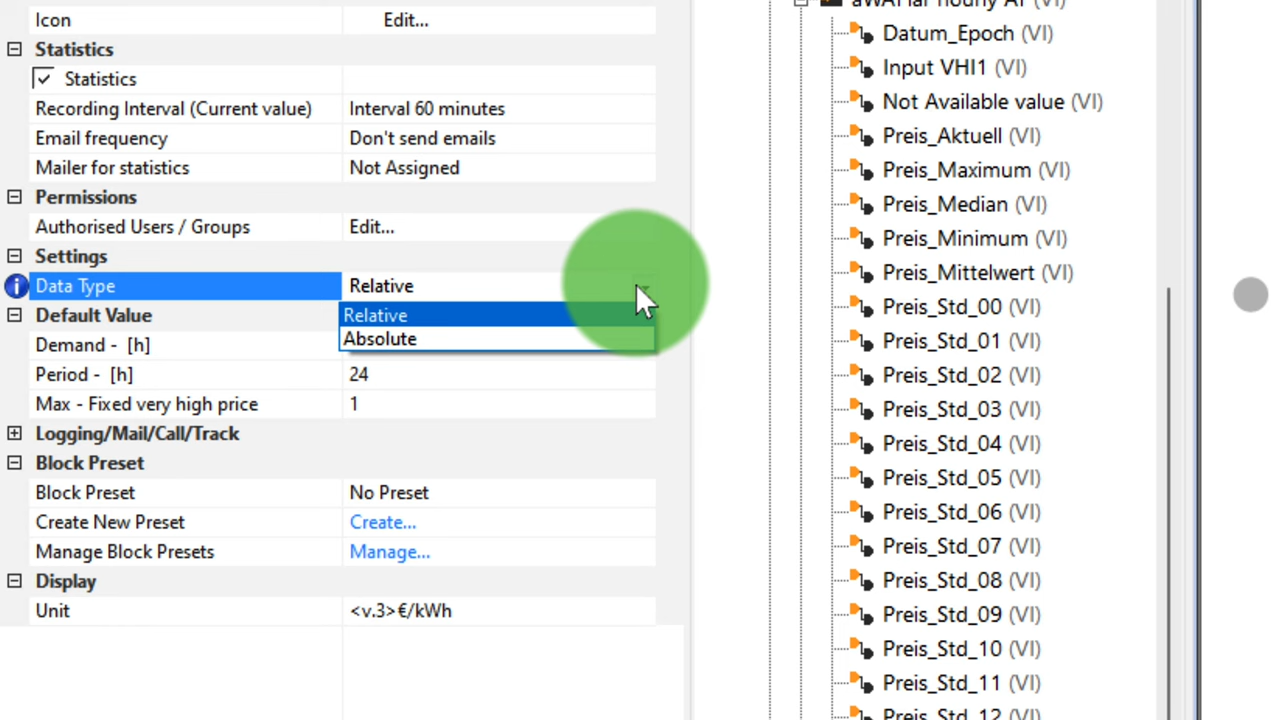 Icon Edit...
Statistics
Statistics
Recording Interval (Current value) Interval 60 minutes
Email frequency Don't send emails
Mailer for statistics Not Assigned
Permissions
Authorised Users / Groups Edit...
Settings
Data Type Relative
Relative
Default Value
Absolute
Demand - [h]
Period - [h] 24
Max - Fixed very high price 1
Logging/Mail/Call/Track
Block Preset
Block Preset No Preset
Create New Preset Create...
Manage Block Presets Manage...
Display
Unit <v.3>€/kWh
hourly (VI)
Datum_Epoch (VI)
Input VHI1 (VI)
Not Available value (VI)
Preis_Aktuell (VI)
Preis_Maximum (VI)
Preis_Median (VI)
Preis_Minimum (VI)
Preis_Mittelwert (VI)
Preis_Std_00 (VI)
Preis_Std_01 (VI)
Preis_Std_02 (VI)
Preis_Std_03 (VI)
Preis_Std_04 (VI)
Preis_Std_05 (VI)
Preis_Std_06 (VI)
Preis_Std_07 (VI)
Preis_Std_08 (VI)
Preis_Std_09 (VI)
Preis_Std_10 (VI)
Preis_Std_11 (VI)
Preis_Std_12 (VI)